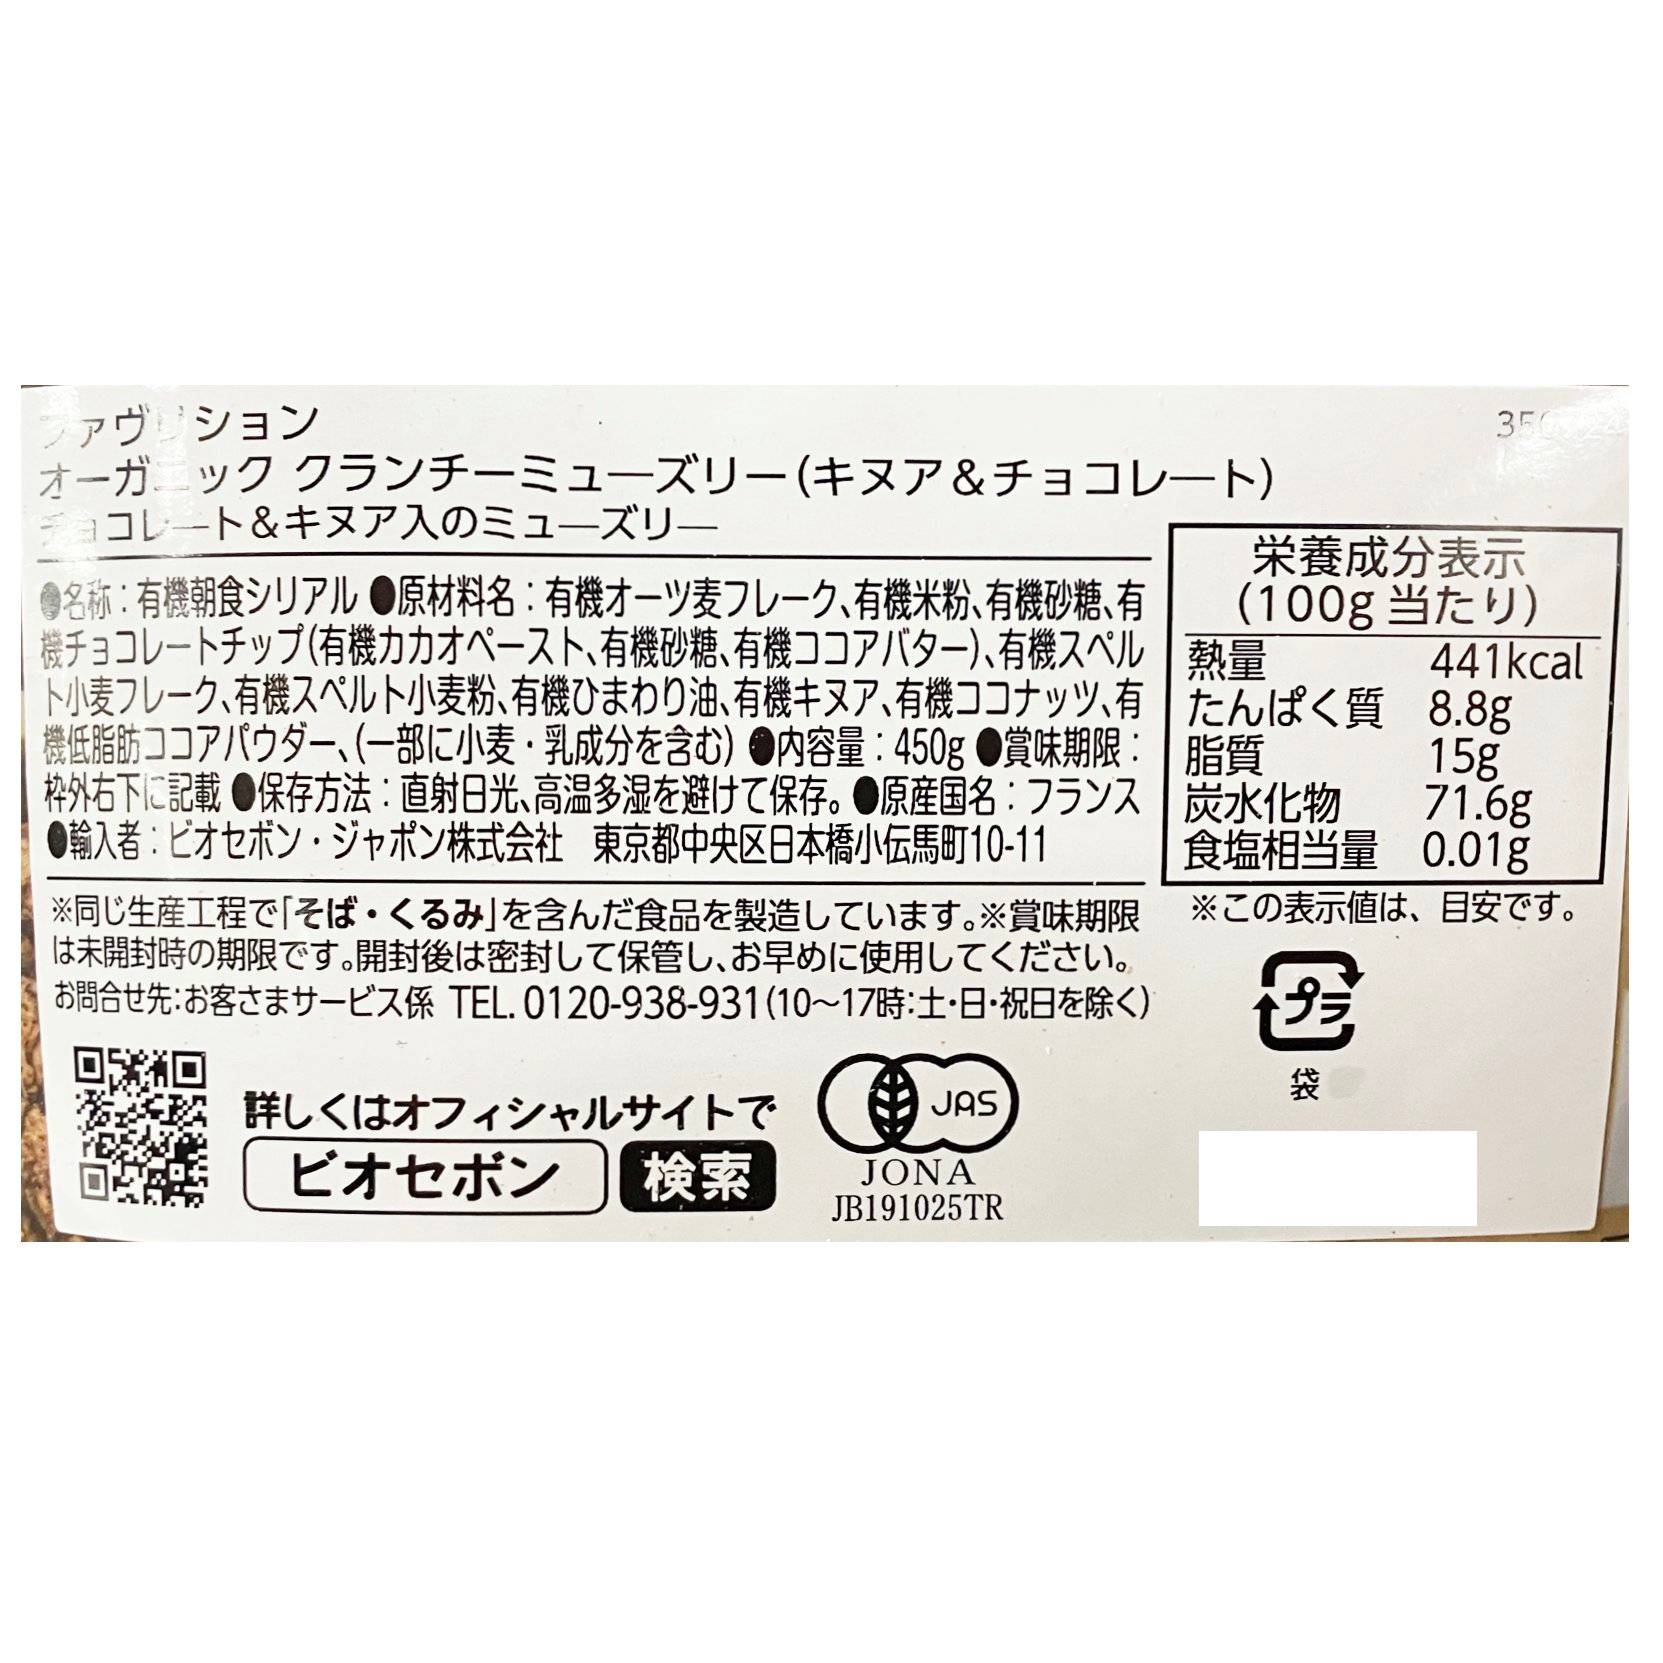 ファヴリション
オーガニック クランチーミューズリー(キヌア&チョコレート)
チョコレート&キヌア入のミューズリー
●名称：有機朝食シリアル ●原材料名：有機オーツ麦フレーク、有機米粉、有機砂糖、有
機チョコレートチップ(有機カカオペースト、有機砂糖、有機ココアバター)、有機スペル
ト小麦フレーク、有機スペルト小麦粉、有機ひまわり油、有機キヌア、有機ココナッツ、有
機低脂肪ココアパウダー、(一部に小麦・乳成分を含む) ●内容量：450g ●賞味期限：
枠外右下に記載 ●保存方法：直射日光、高温多湿を避けて保存。 ●原産国名：フランス
●輸入者：ビオセボン・ジャポン株式会社　東京都中央区日本橋小伝馬町10-11
※同じ生産工程で「そば・くるみ」を含んだ食品を製造しています。※賞味期限
は未開封時の期限です。開封後は密封して保管し、お早めに使用してください。
お問合せ先:お客さまサービス係 TEL. 0120-938-931(10～17時:土・日・祝日を除く)
栄養成分表示
(100g 当たり)
熱量 441kcal
たんぱく質 8.8g
脂質 15g
炭水化物 71.6g
食塩相当量 0.01g
※この表示値は、目安です。
プラ
袋
詳しくはオフィシャルサイトで
ビオセボン 検索
JAS
JONA
JB191025TR